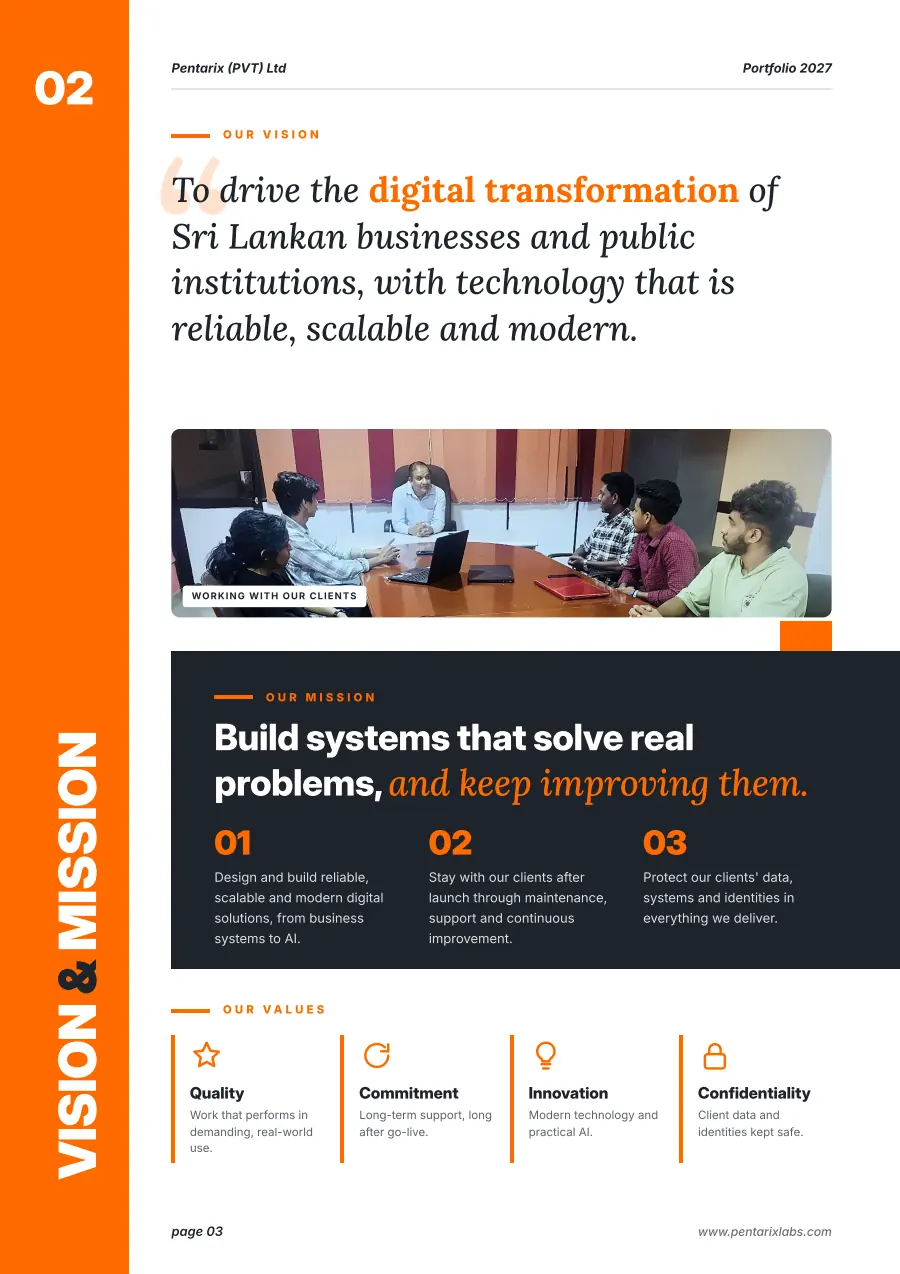 02
Pentarix (PVT) Ltd
Portfolio 2027
OUR VISION
“To drive the digital transformation of
Sri Lankan businesses and public
institutions, with technology that is
reliable, scalable and modern.
WORKING WITH OUR CLIENTS
OUR MISSION
Build systems that solve real
problems, and keep improving them.
01
Design and build reliable,
scalable and modern digital
solutions, from business
systems to AI.
02
Stay with our clients after
launch through maintenance,
support and continuous
improvement.
03
Protect our clients' data,
systems and identities in
everything we deliver.
VISION & MISSION
OUR VALUES
Quality
Work that performs in
demanding, real-world
use.
Commitment
Long-term support, long
after go-live.
Innovation
Modern technology and
practical AI.
Confidentiality
Client data and
identities kept safe.
page 03
www.pentarixlabs.com